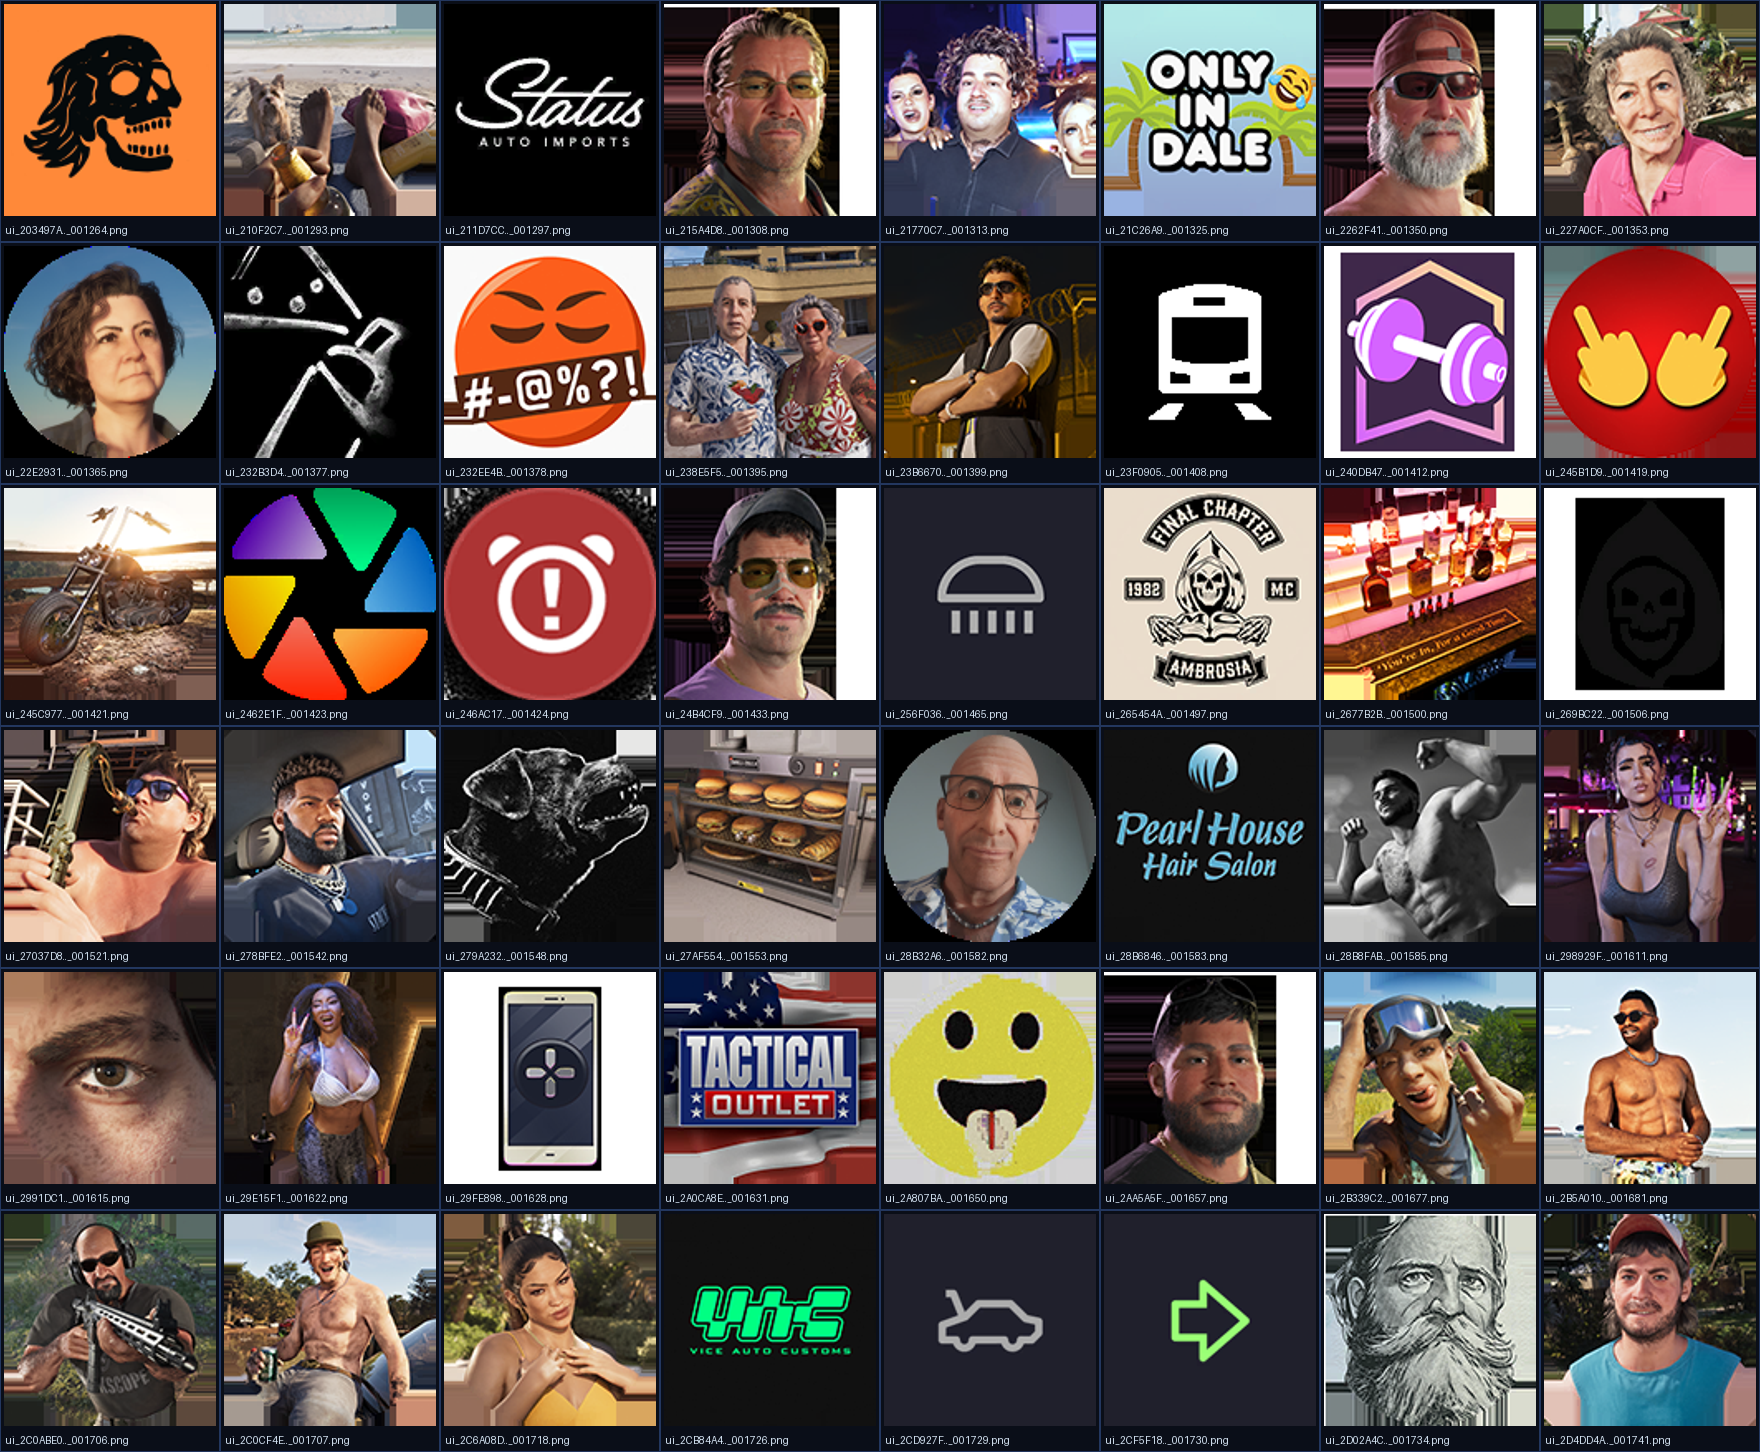 Status
AUTO IMPORTS
ONLY
IN
DALE
ui_203497A.._001264.png
ui_210F2C7.._001293.png
ui_211D7CC.._001297.png
ui_215A4D8.._001308.png
ui_21770C7.._001313.png
ui_21C26A9.._001325.png
ui_2262F41.._001350.png
ui_227A0CF.._001353.png
#-@%?!
ui_22E2931.._001365.png
ui_232B3D4.._001377.png
ui_232EE4B.._001378.png
ui_238E5F5.._001395.png
ui_23B6670.._001399.png
ui_23F0905.._001408.png
ui_240DB47.._001412.png
ui_245B1D9.._001419.png
!
FINAL CHAPTER
1982
MC
AMBROSIA
"You're In For a Good Time"
ui_245C977.._001421.png
ui_2462E1F.._001423.png
ui_246AC17.._001424.png
ui_24B4CF9.._001433.png
ui_256F036.._001465.png
ui_265454A.._001497.png
ui_2677B2B.._001500.png
ui_269BC22.._001506.png
Pearl House
Hair Salon
ui_27037D8.._001521.png
ui_278BFE2.._001542.png
ui_279A232.._001548.png
ui_27AF554.._001553.png
ui_28B32A6.._001582.png
ui_28B6846.._001583.png
ui_28B8FAB.._001585.png
ui_298929F.._001611.png
TACTICAL
OUTLET
ui_2991DC1.._001615.png
ui_29E15F1.._001622.png
ui_29FE898.._001628.png
ui_2A0CA8E.._001631.png
ui_2A807BA.._001650.png
ui_2AA5A5F.._001657.png
ui_2B339C2.._001677.png
ui_2B5A010.._001681.png
VAC
VICE AUTO CUSTOMS
ui_2C0ABE0.._001706.png
ui_2C0CF4E.._001707.png
ui_2C6A08D.._001718.png
ui_2CB84A4.._001726.png
ui_2CD927F.._001729.png
ui_2CF5F18.._001730.png
ui_2D02A4C.._001734.png
ui_2D4DD4A.._001741.png